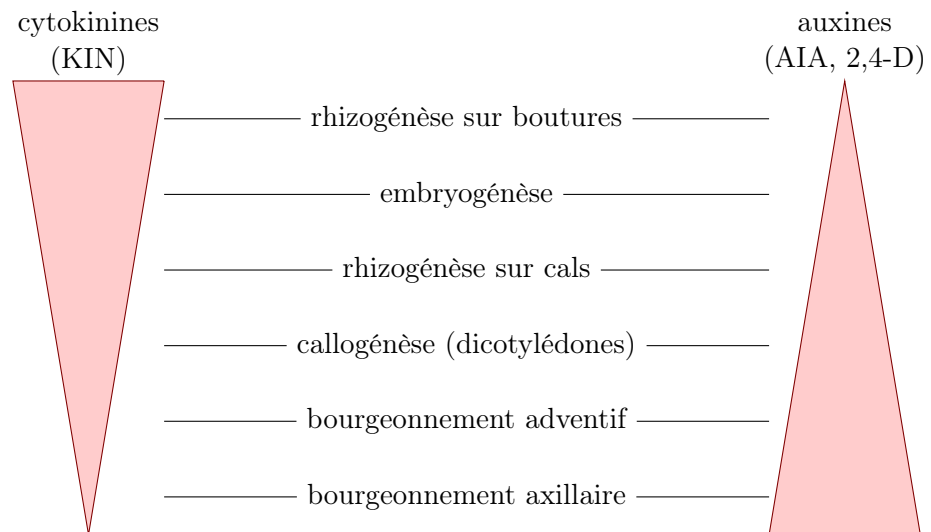 cytokinines
(KIN)
auxines
(AIA, 2,4-D)
rhizogénèse sur boutures
embryogénèse
rhizogénèse sur cals
callogénèse (dicotylédones)
bourgeonnement adventif
bourgeonnement axillaire